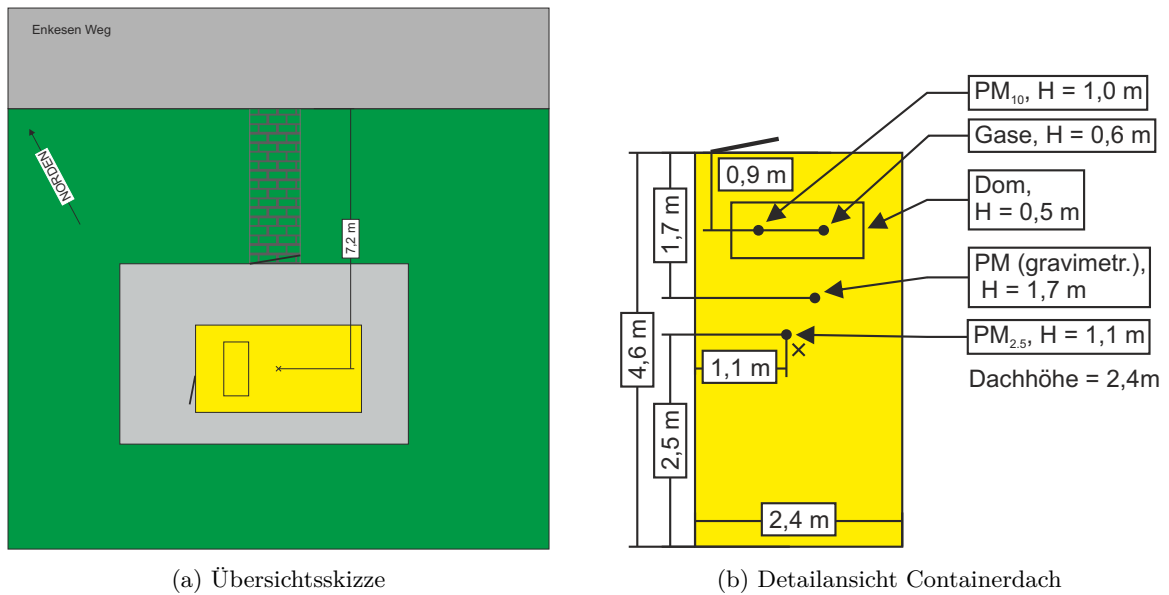 Enkesen Weg
NORDEN
7,2 m
(a) Übersichtsskizze
PM₁₀, H = 1,0 m
Gase, H = 0,6 m
Dom,
H = 0,5 m
PM (gravimetr.),
H = 1,7 m
PM₂.₅, H = 1,1 m
Dachhöhe = 2,4m
0,9 m
1,7 m
4,6 m
1,1 m
2,5 m
2,4 m
(b) Detailansicht Containerdach